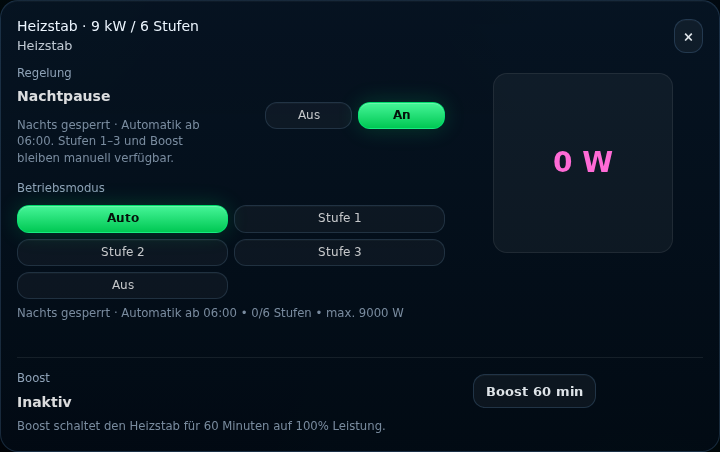 Heizstab · 9 kW / 6 Stufen
Heizstab
×
Regelung
Nachtpause
Nachts gesperrt · Automatik ab
06:00. Stufen 1–3 und Boost
bleiben manuell verfügbar.
Aus
An
0 W
Betriebsmodus
Auto
Stufe 1
Stufe 2
Stufe 3
Aus
Nachts gesperrt · Automatik ab 06:00 • 0/6 Stufen • max. 9000 W
Boost
Inaktiv
Boost 60 min
Boost schaltet den Heizstab für 60 Minuten auf 100% Leistung.